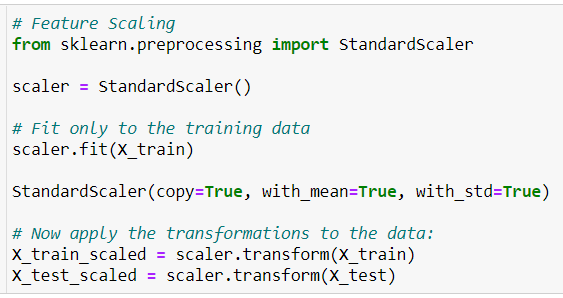 # Feature Scaling
from sklearn.preprocessing import StandardScaler
scaler = StandardScaler()
# Fit only to the training data
scaler.fit(X_train)
StandardScaler(copy=True, with_mean=True, with_std=True)
# Now apply the transformations to the data:
X_train_scaled = scaler.transform(X_train)
X_test_scaled = scaler.transform(X_test)